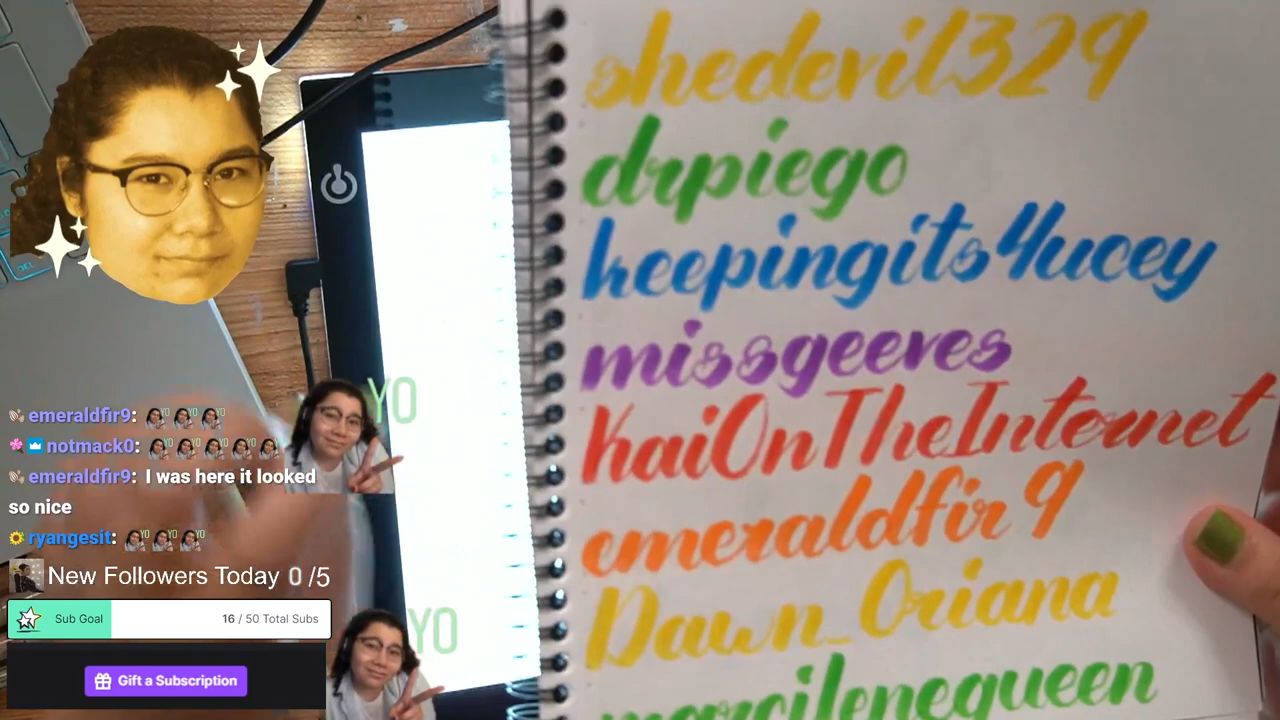 shedevil329
drpiego
keepingits4ucey
missgeeves
KaiOnTheInternet
emeraldfir9
Dawn_Oriana
marcilenequeen
YO
emeraldfir9:
notmack0:
emeraldfir9: I was here it looked
so nice
ryangesit:
New Followers Today 0 /5
Sub Goal 16 / 50 Total Subs
YO
Gift a Subscription